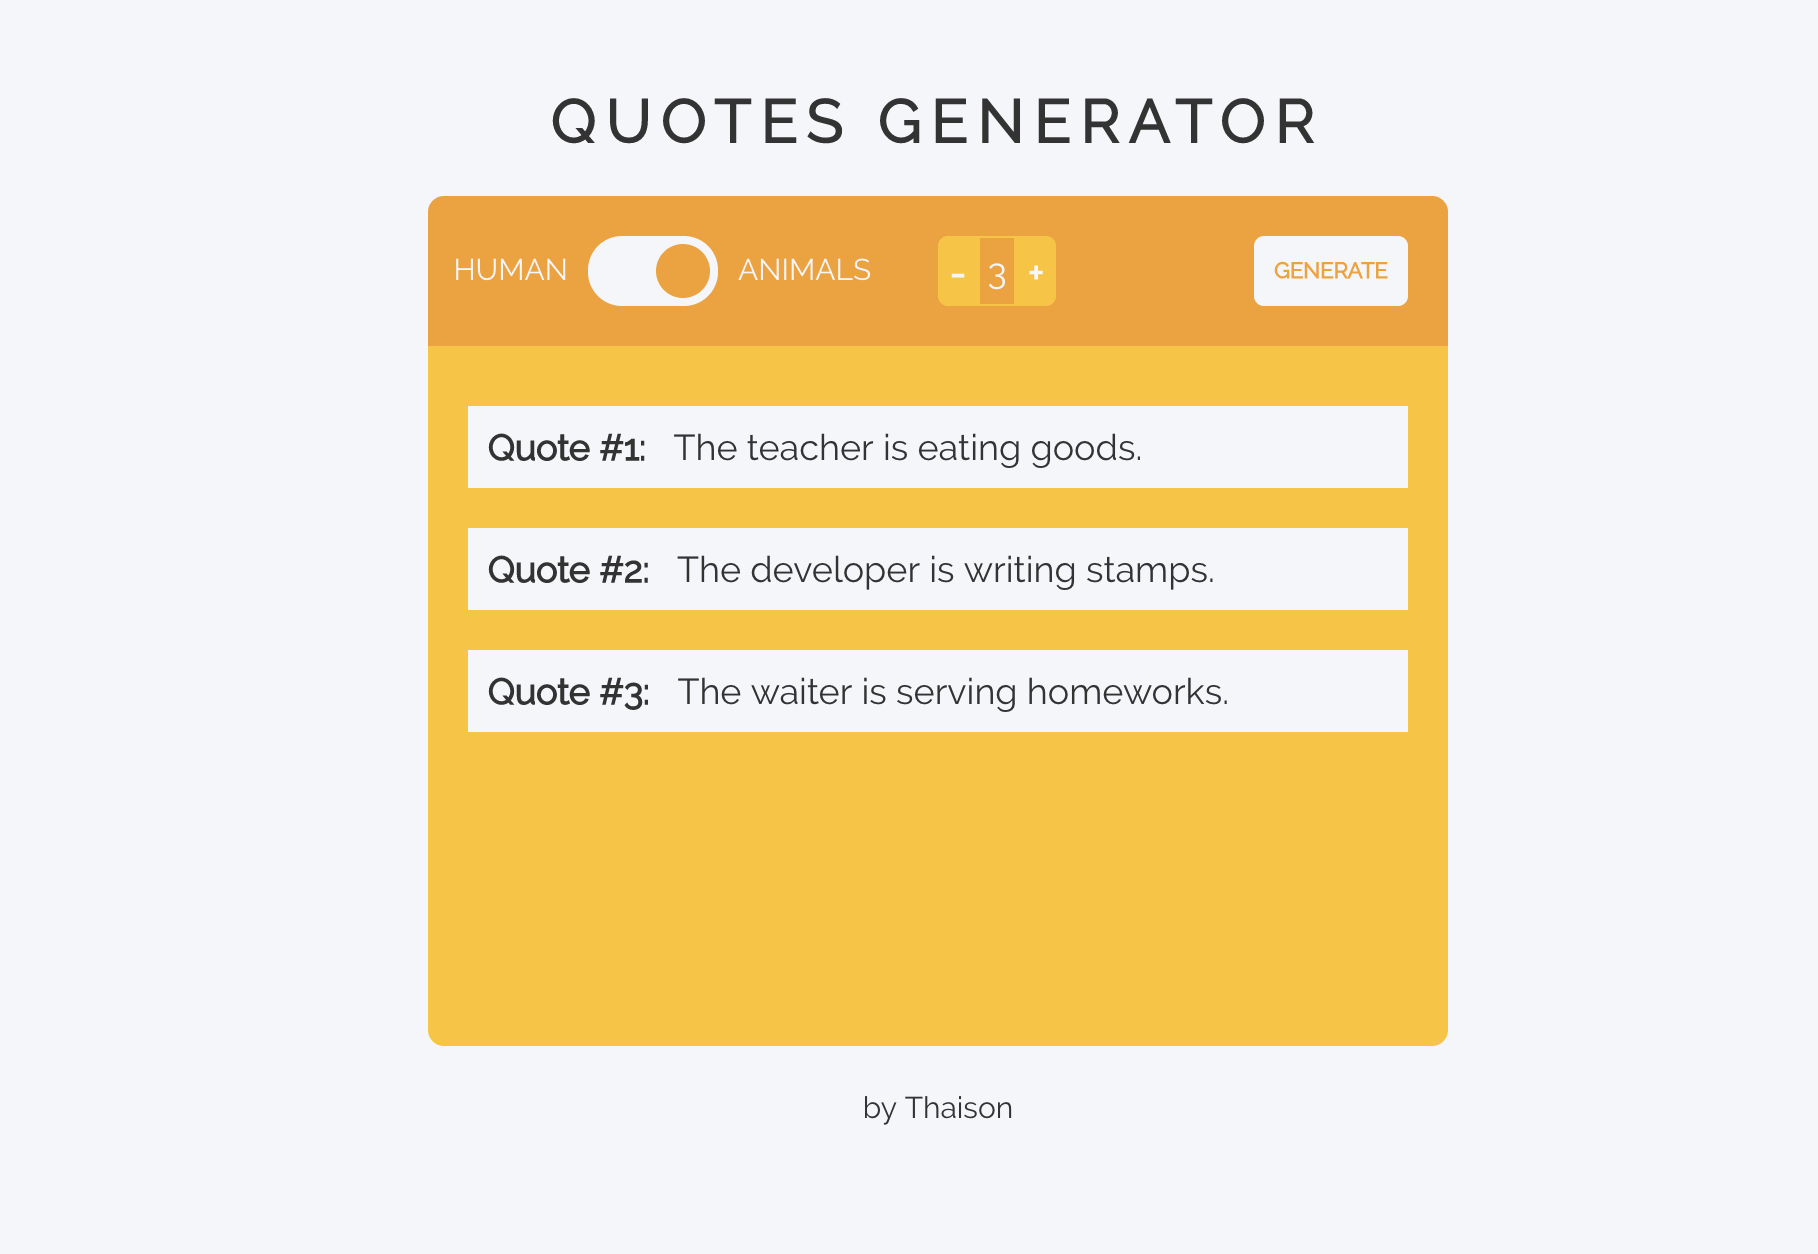 QUOTES GENERATOR
HUMAN ANIMALS - 3 + GENERATE
Quote #1: The teacher is eating goods.
Quote #2: The developer is writing stamps.
Quote #3: The waiter is serving homeworks.
by Thaison